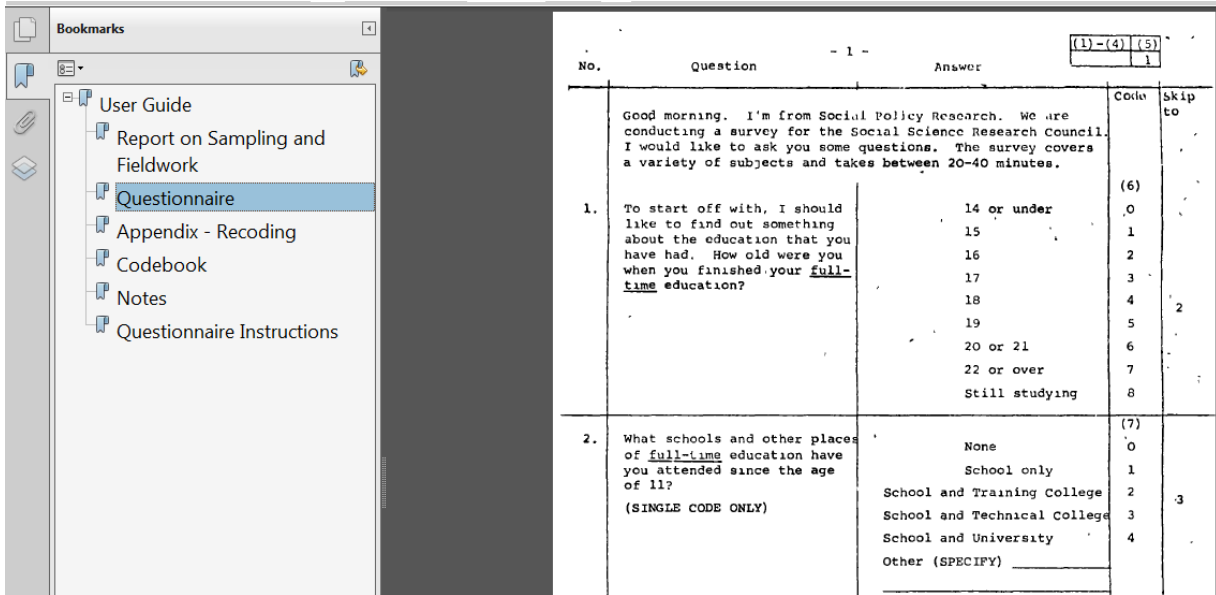 Bookmarks
User Guide
Report on Sampling and
Fieldwork
Questionnaire
Appendix - Recoding
Codebook
Notes
Questionnaire Instructions
- 1 -
(1)-(4) (5)
1
No. Question Answer
Code Skip
to
Good morning. I'm from Social Policy Research. We are
conducting a survey for the Social Science Research Council.
I would like to ask you some questions. The survey covers
a variety of subjects and takes between 20-40 minutes.
(6)
1. To start off with, I should 14 or under 0
like to find out something 15 1
about the education that you
have had. How old were you 16 2
when you finished your full- 17 3
time education?
18 4 2
19 5
20 or 21 6
22 or over 7
Still studying 8
(7)
2. What schools and other places None 0
of full-time education have
you attended since the age School only 1
of 11?
School and Training College 2 3
(SINGLE CODE ONLY) School and Technical College 3
School and University 4
Other (SPECIFY)